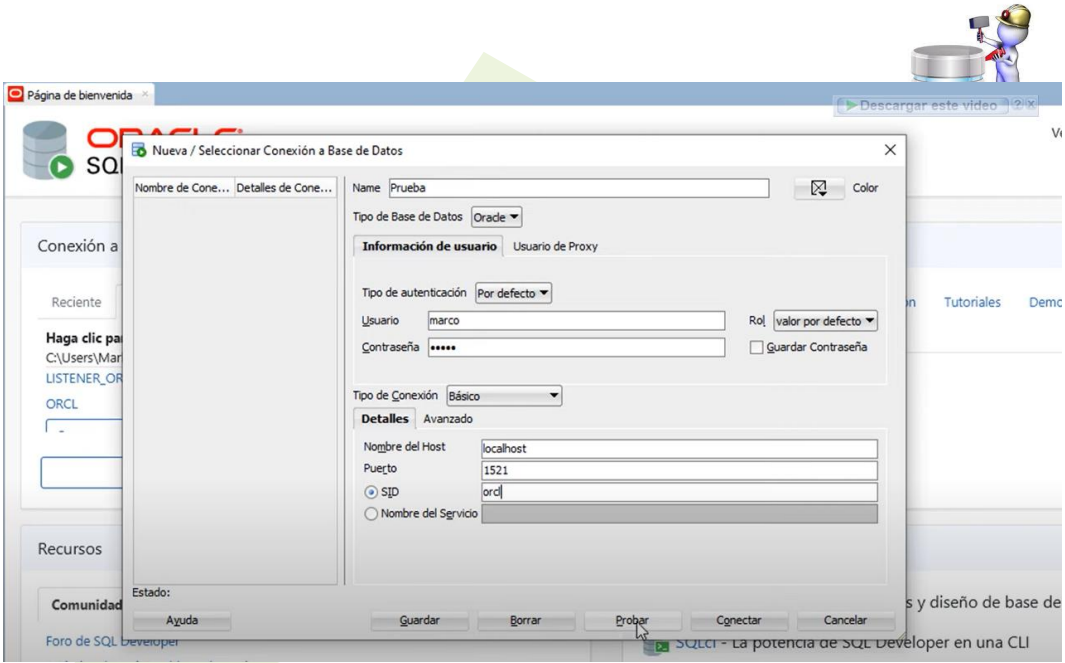 Página de bienvenida
Descargar este video ? X
ORACLE
SQL
Nueva / Seleccionar Conexión a Base de Datos
Nombre de Cone... Detalles de Cone...
Name Prueba Color
Tipo de Base de Datos Oracle
Información de usuario Usuario de Proxy
Tipo de autenticación Por defecto
Usuario marco Rol valor por defecto
Contraseña ••••• Guardar Contraseña
Tipo de Conexión Básico
Detalles Avanzado
Nombre del Host localhost
Puerto 1521
SID orcl
Nombre del Servicio
Estado:
Ayuda Guardar Borrar Probar Conectar Cancelar
Conexión a
Reciente
Tutoriales
Haga clic
C:\Users\Mar
LISTENER_OR
ORCL
Recursos
Comunidad
s y diseño de base de
Foro de SQL Developer
SQLcl - La potencia de SQL Developer en una CLI